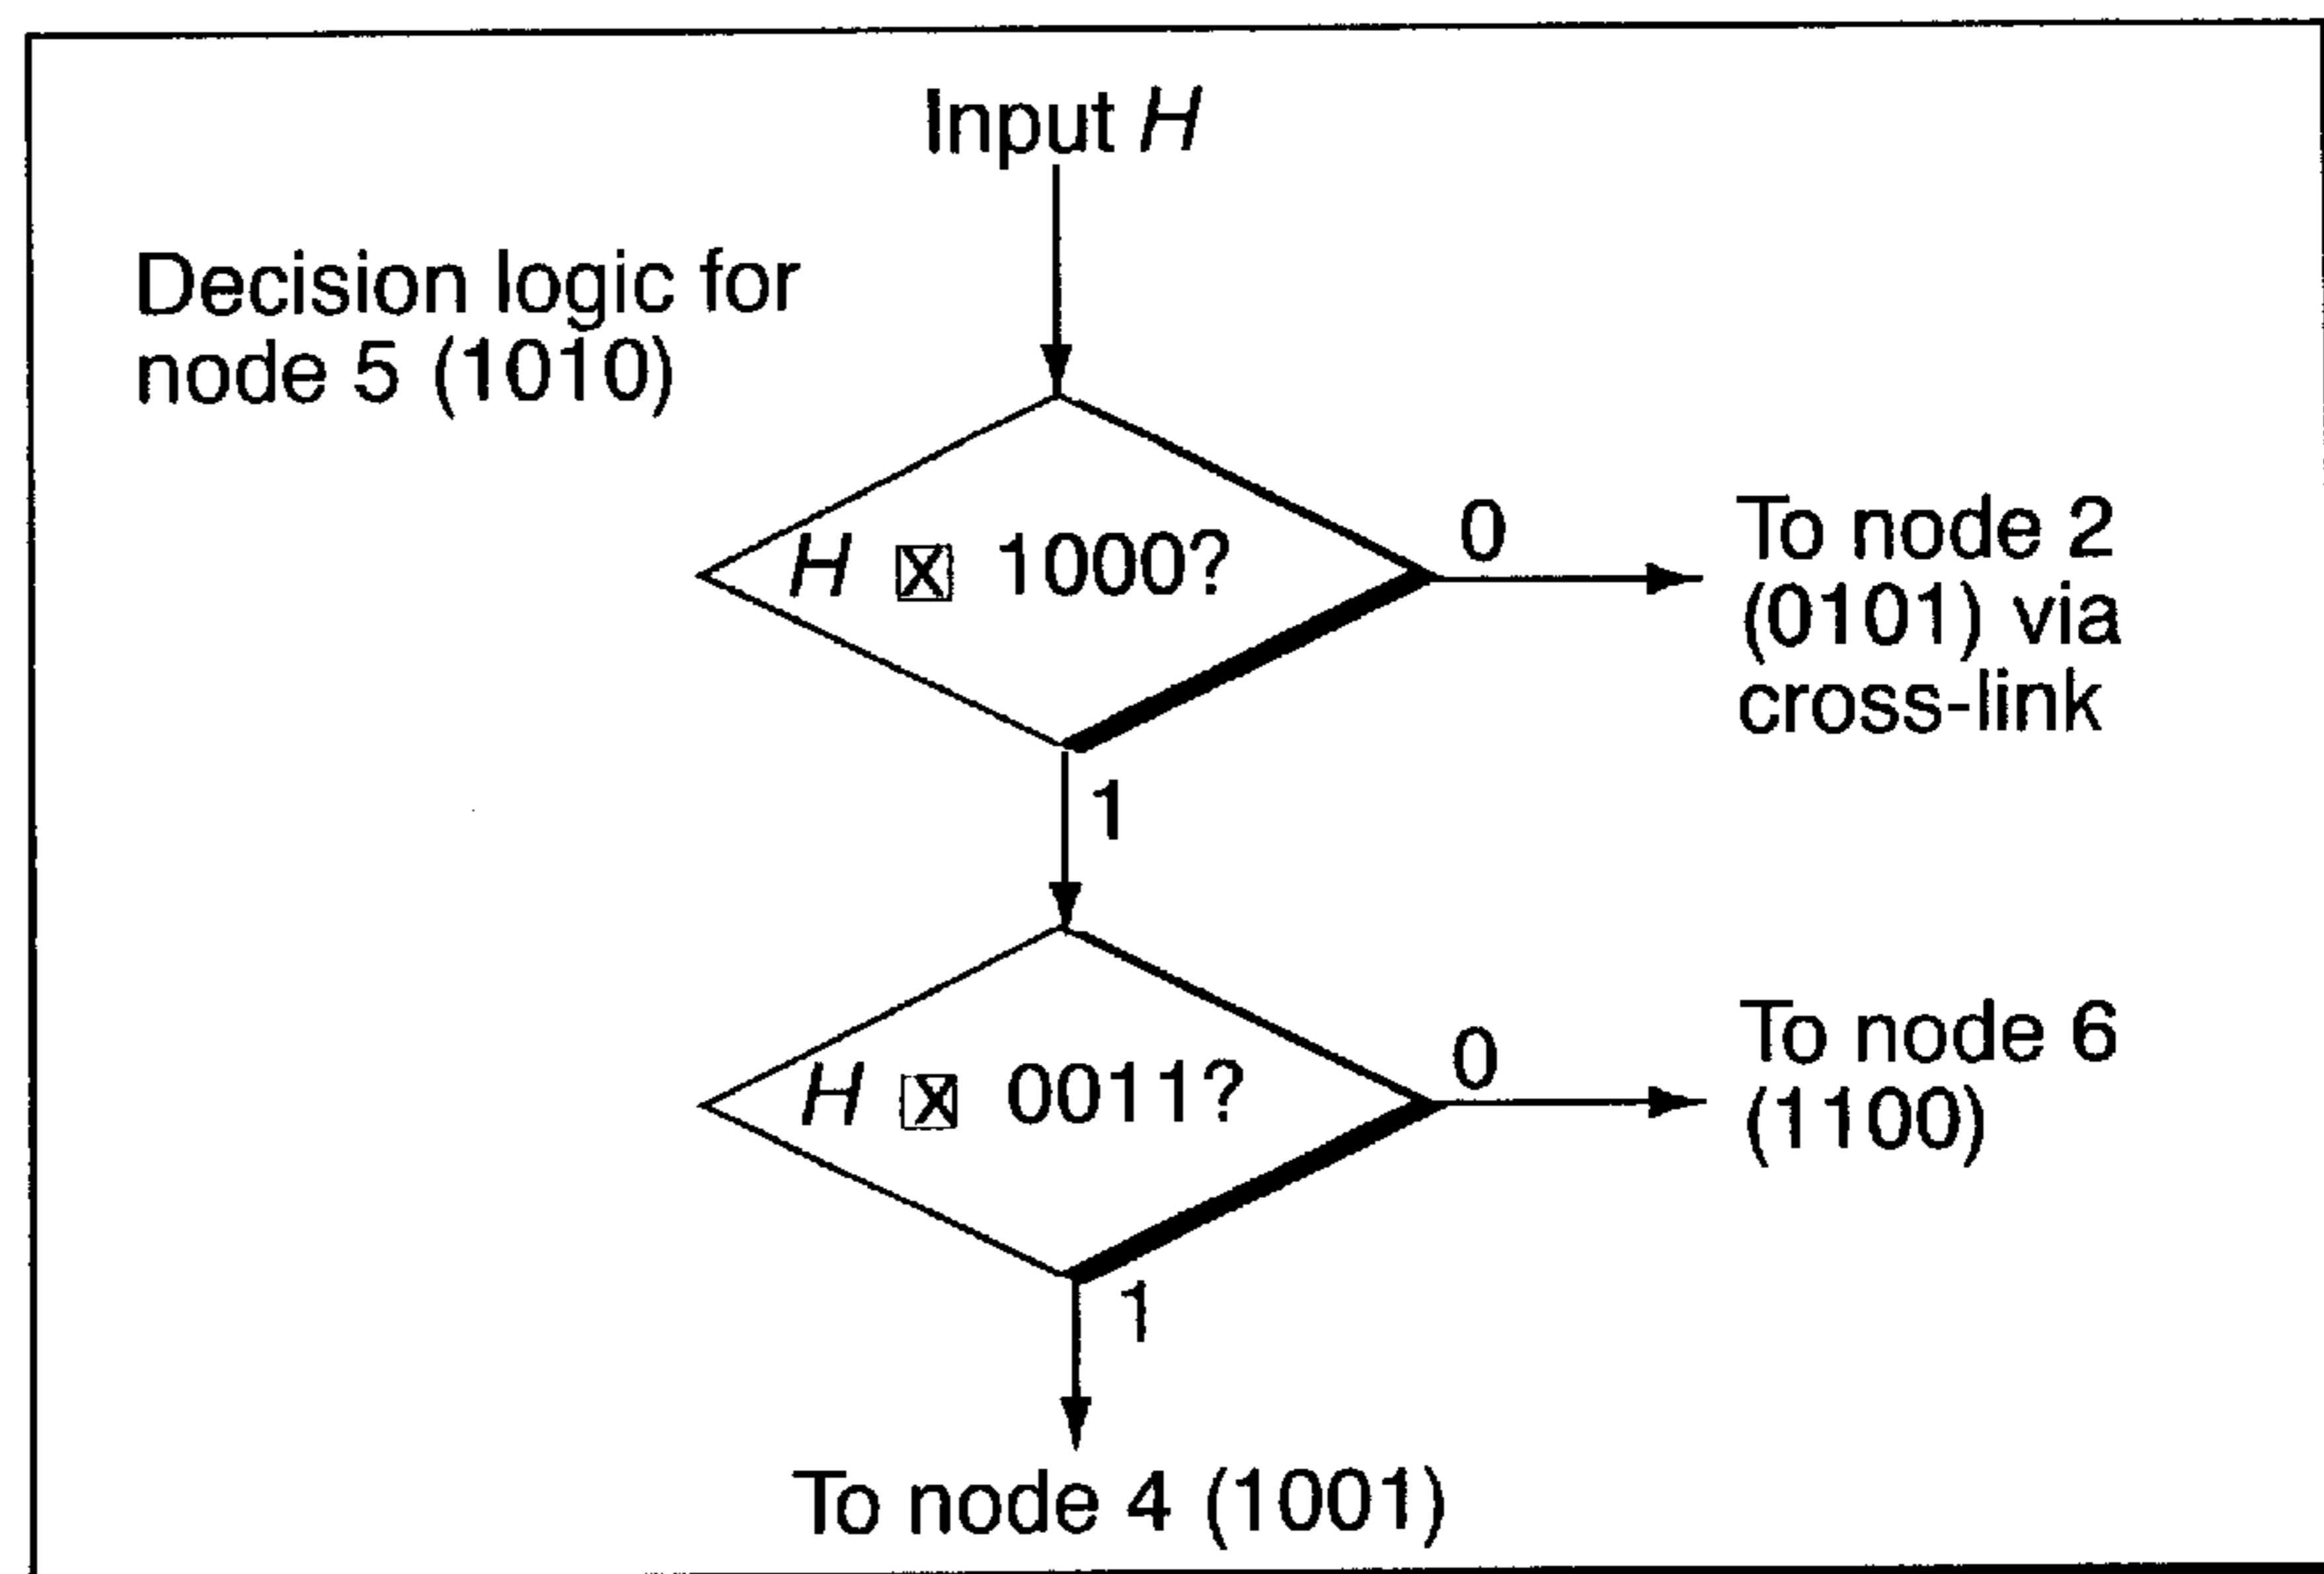 Input H
Decision logic for
node 5 (1010)
H ☒ 1000?
0
To node 2
(0101) via
cross-link
1
H ☒ 0011?
0
To node 6
(1100)
1
To node 4 (1001)